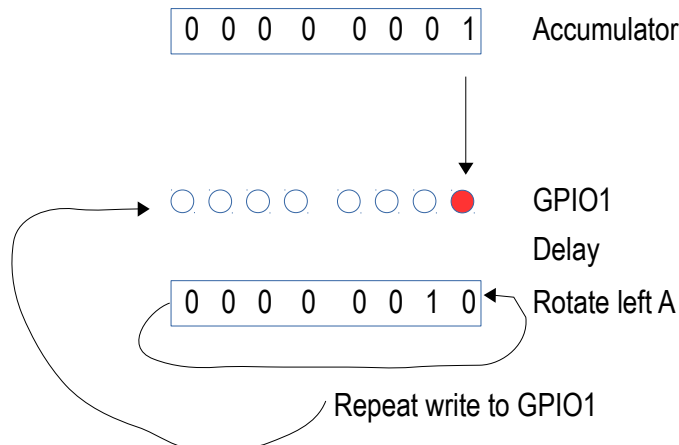 0 0 0 0 0 0 0 1 Accumulator
GPIO1
Delay
0 0 0 0 0 0 1 0 Rotate left A
Repeat write to GPIO1